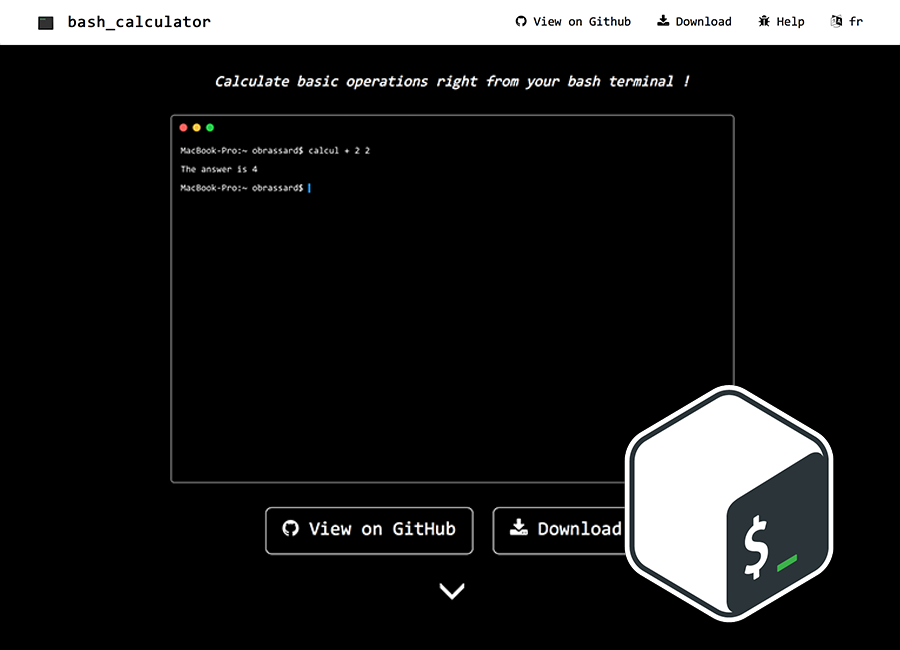 bash_calculator
View on Github
Download
Help
fr
Calculate basic operations right from your bash terminal !
MacBook-Pro:~ obrassard$ calcul + 2 2
The answer is 4
MacBook-Pro:~ obrassard$
View on GitHub
Download
$_